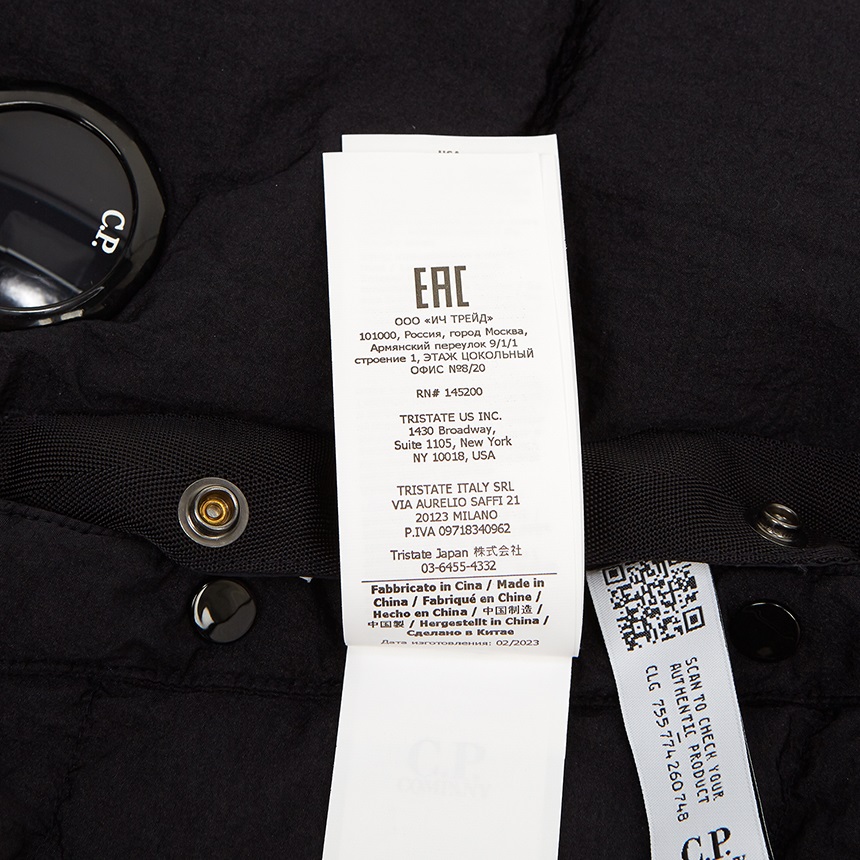 C.P.
EAC
ООО «ИЧ ТРЕЙД»
101000, Россия, город Москва,
Армянский переулок 9/1/1
строение 1, ЭТАЖ ЦОКОЛЬНЫЙ
ОФИС №8/20
RN# 145200
TRISTATE US INC.
1430 Broadway,
Suite 1105, New York
NY 10018, USA
TRISTATE ITALY SRL
VIA AURELIO SAFFI 21
20123 MILANO
P.IVA 09718340962
Tristate Japan 株式会社
03-6455-4332
Fabbricato in Cina / Made in
China / Fabriqué en Chine /
Hecho en China / 中国制造 /
中国製 / Hergestellt in China /
Сделано в Китае
Дата изготовления: 02/2023
C.P.
COMPANY
SCAN TO CHECK YOUR
AUTHENTIC PRODUCT
CLG 755 774 260 748
C.P.